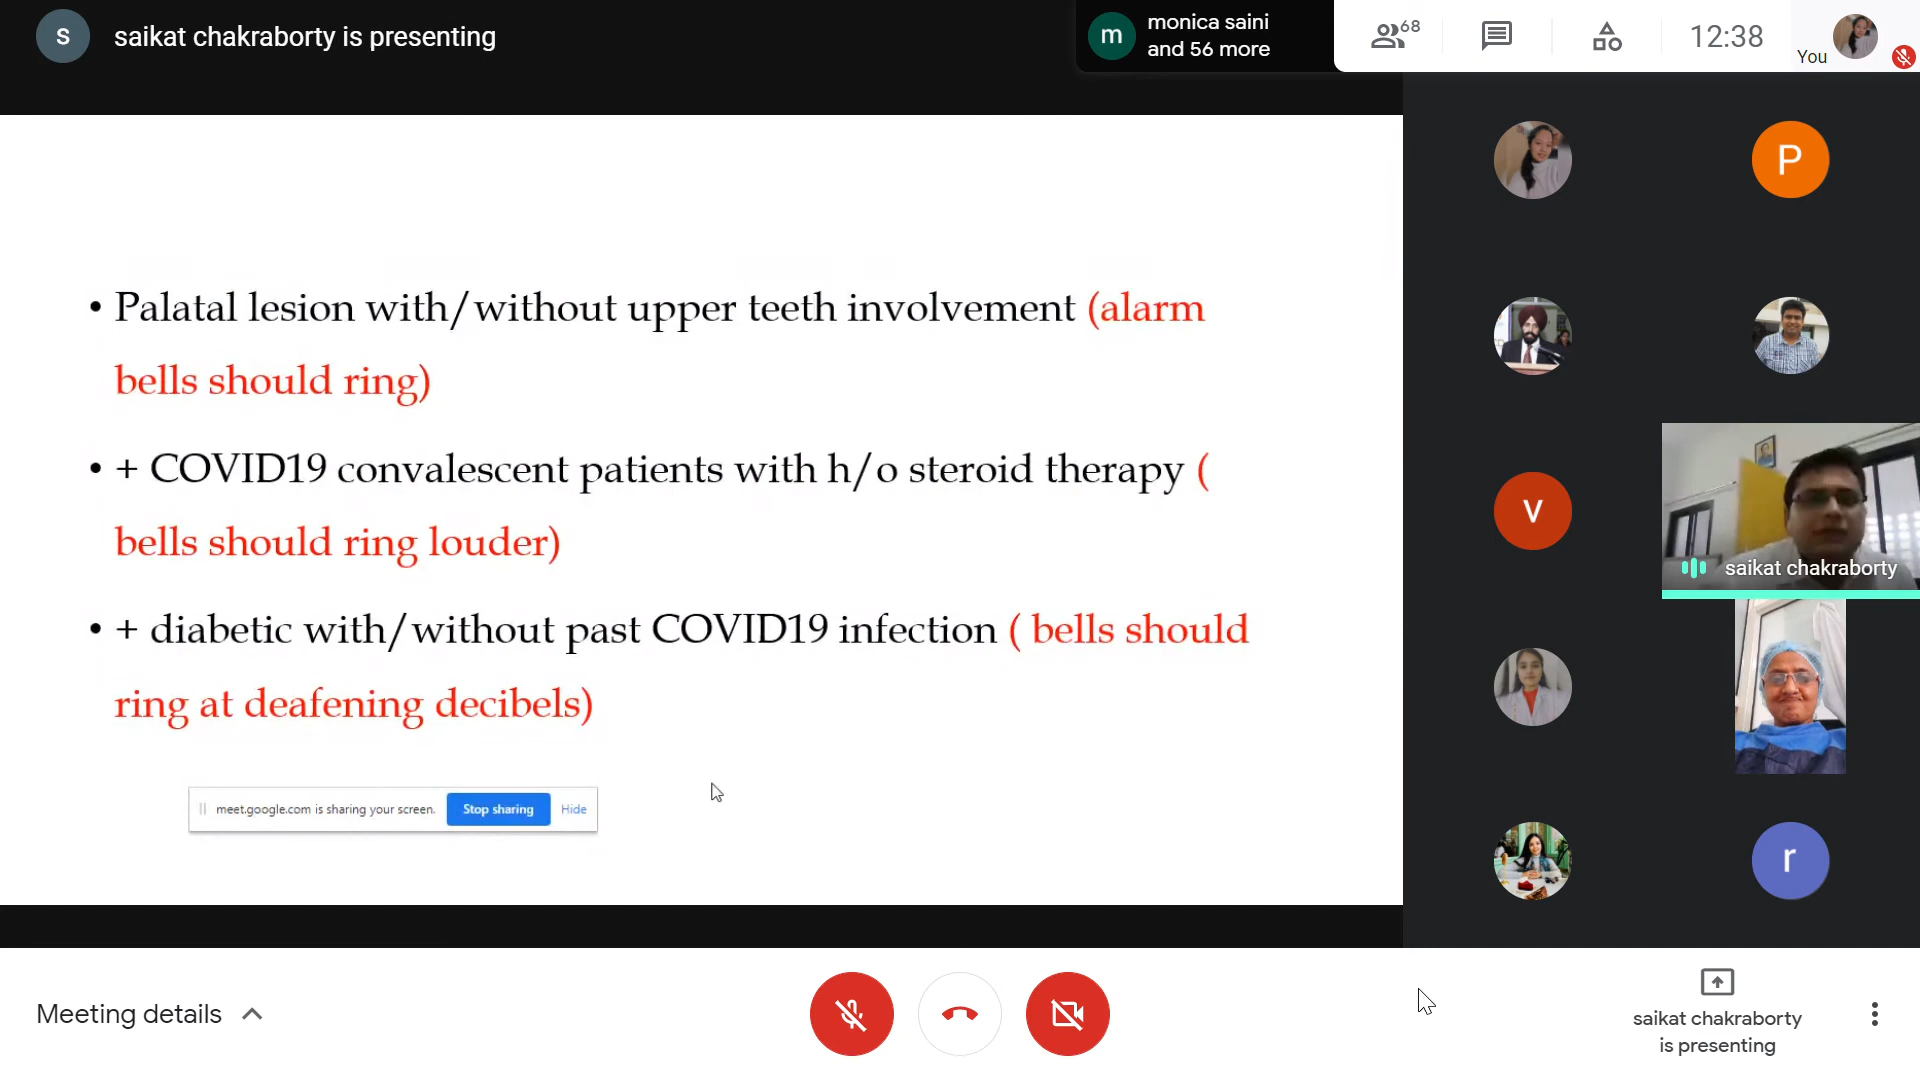 s
saikat chakraborty is presenting
m
monica saini
and 56 more
68
12:38
You
P
• Palatal lesion with/without upper teeth involvement (alarm
bells should ring)
• + COVID19 convalescent patients with h/o steroid therapy (
bells should ring louder)
• + diabetic with/without past COVID19 infection ( bells should
ring at deafening decibels)
meet.google.com is sharing your screen.
Stop sharing
Hide
v
saikat chakraborty
r
Meeting details
saikat chakraborty
is presenting